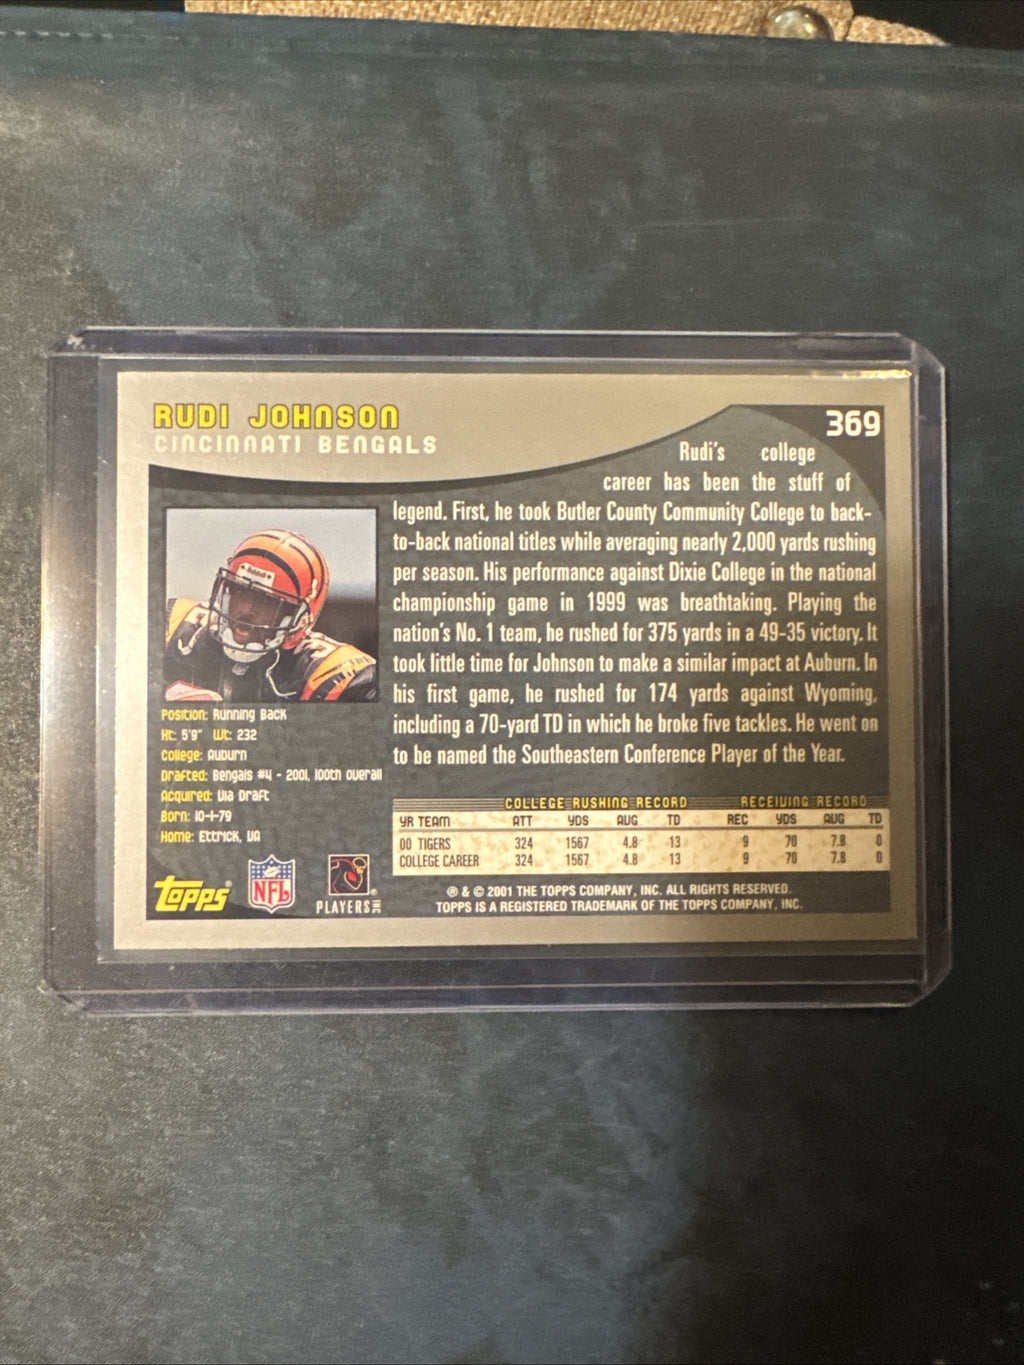 RUDI JOHNSON
CINCINNATI BENGALS
369
Rudi's college
career has been the stuff of
legend. First, he took Butler County Community College to back-
to-back national titles while averaging nearly 2,000 yards rushing
per season. His performance against Dixie College in the national
championship game in 1999 was breathtaking. Playing the
nation's No. 1 team, he rushed for 375 yards in a 49-35 victory. It
took little time for Johnson to make a similar impact at Auburn. In
his first game, he rushed for 174 yards against Wyoming,
including a 70-yard TD in which he broke five tackles. He went on
to be named the Southeastern Conference Player of the Year.
Riddell
Position: Running Back
Ht: 5'9" Wt: 232
College: Auburn
Drafted: Bengals #4 - 2001, 100th overall
Acquired: Via Draft
Born: 10-1-79
Home: Ettrick, VA
COLLEGE RUSHING RECORD RECEIVING RECORD
YR TEAM ATT YDS AVG TD REC YDS AVG TD
00 TIGERS 324 1567 4.8 13 9 70 7.8 0
COLLEGE CAREER 324 1567 4.8 13 9 70 7.8 0
topps®
NFL
PLAYERS INC ®
® & © 2001 THE TOPPS COMPANY, INC. ALL RIGHTS RESERVED.
TOPPS IS A REGISTERED TRADEMARK OF THE TOPPS COMPANY, INC.